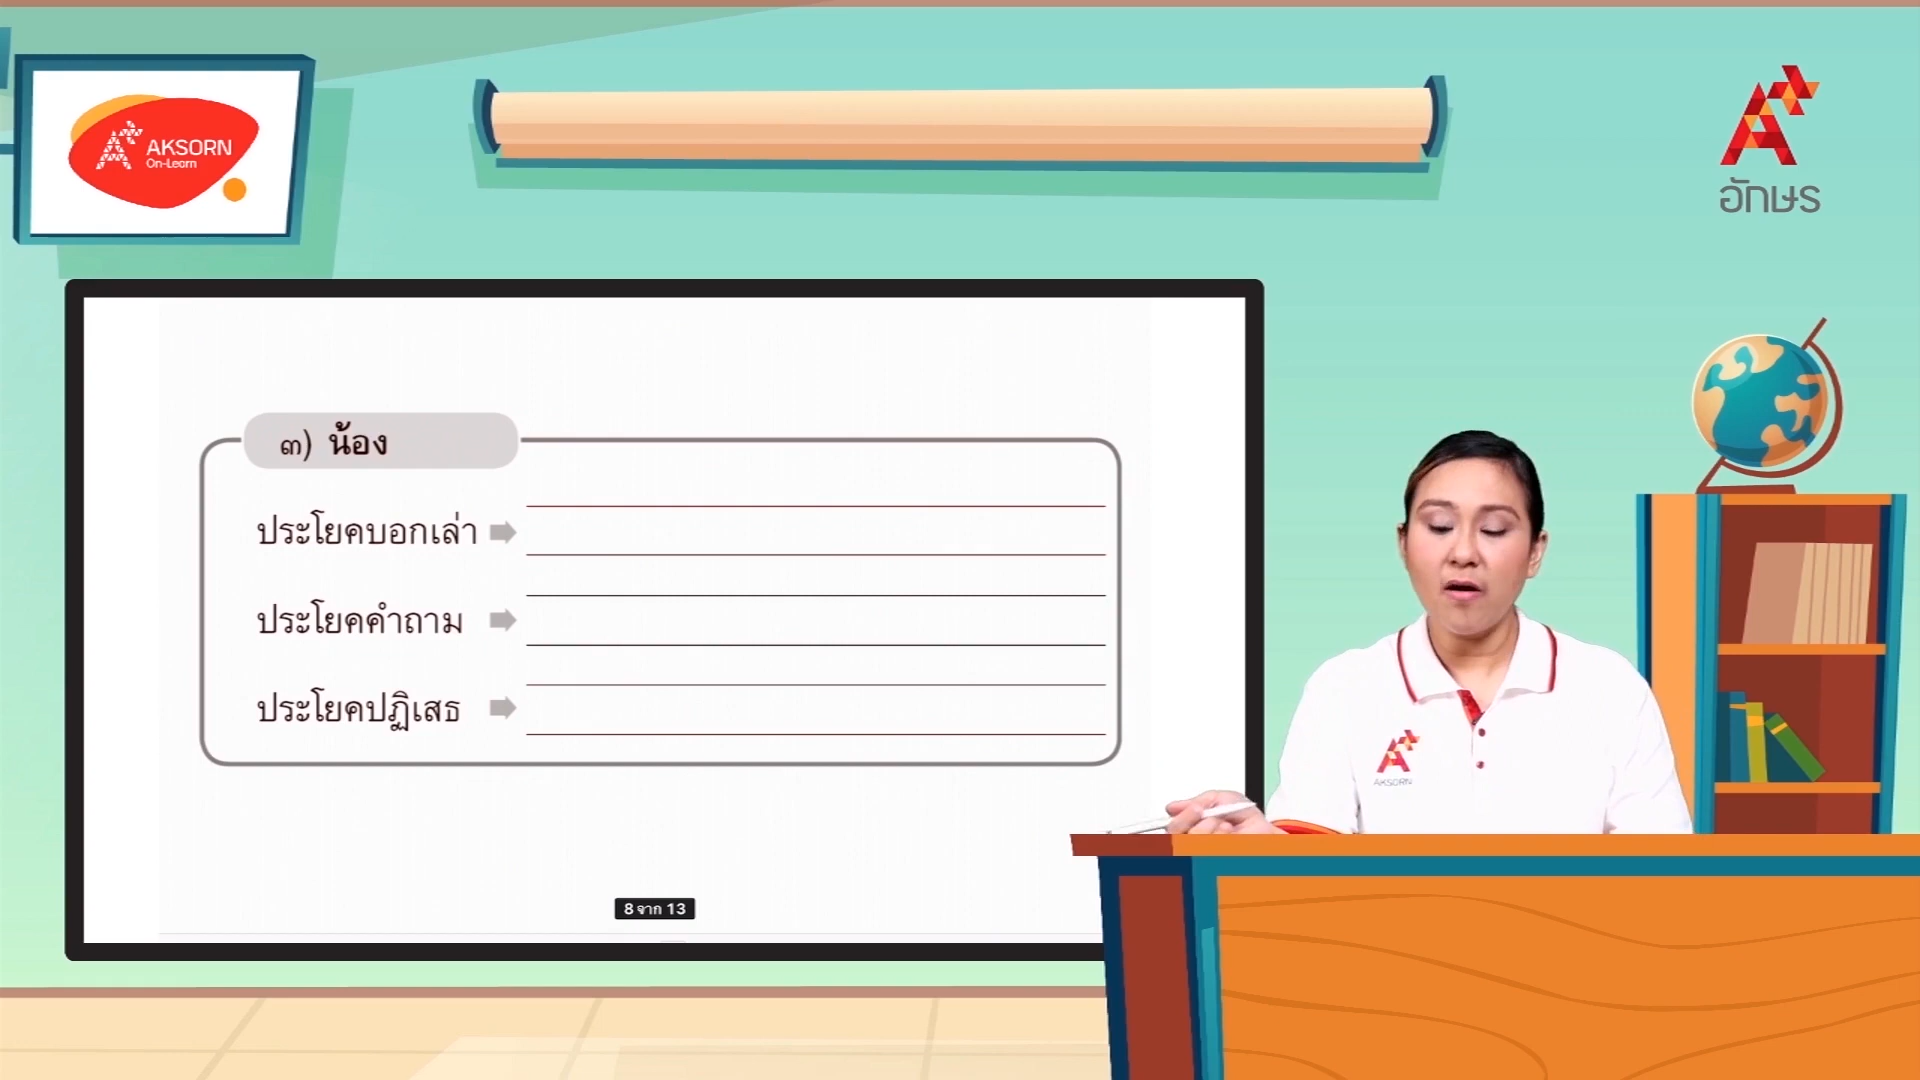 AKSORN
On-Learn
อักษร
๓) น้อง
ประโยคบอกเล่า
ประโยคคำถาม
ประโยคปฏิเสธ
AKSORN
8 จาก 13